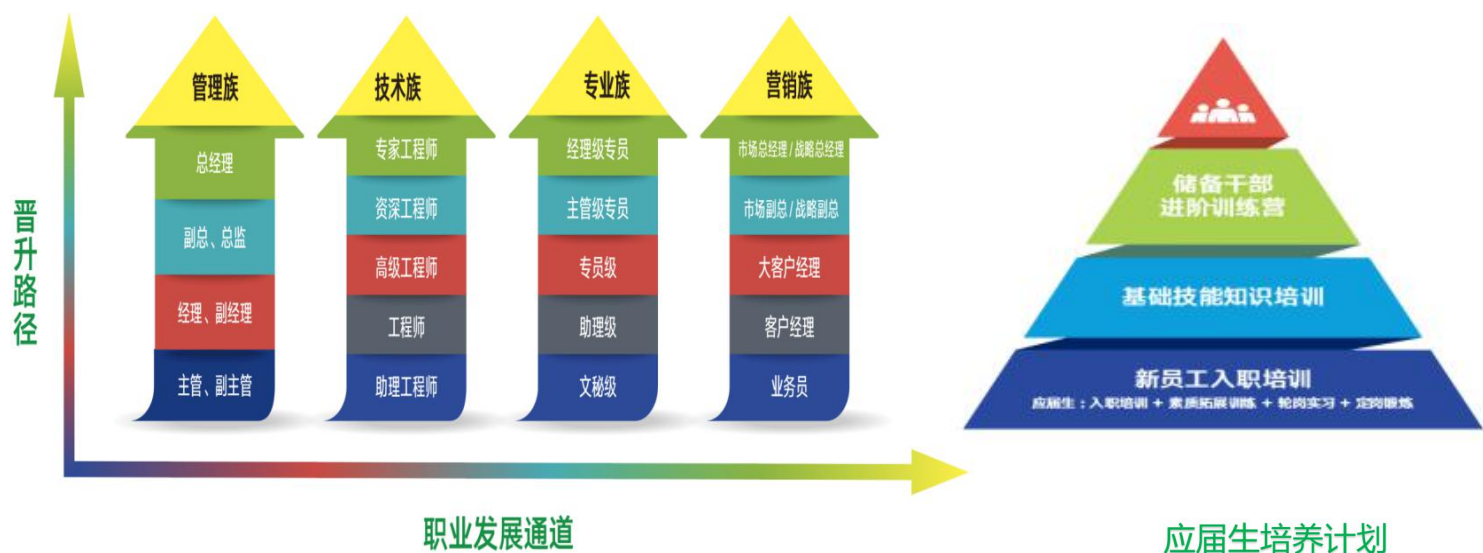 晋升路径
管理族
总经理
副总、总监
经理、副经理
主管、副主管
技术族
专家工程师
资深工程师
高级工程师
工程师
助理工程师
专业族
经理级专员
主管级专员
专员级
助理级
文秘级
营销族
市场总经理 / 战略总经理
市场副总 / 战略副总
大客户经理
客户经理
业务员
职业发展通道
储备干部
进阶训练营
基础技能知识培训
新员工入职培训
应届生：入职培训 + 素质拓展训练 + 轮岗实习 + 定岗锻炼
应届生培养计划